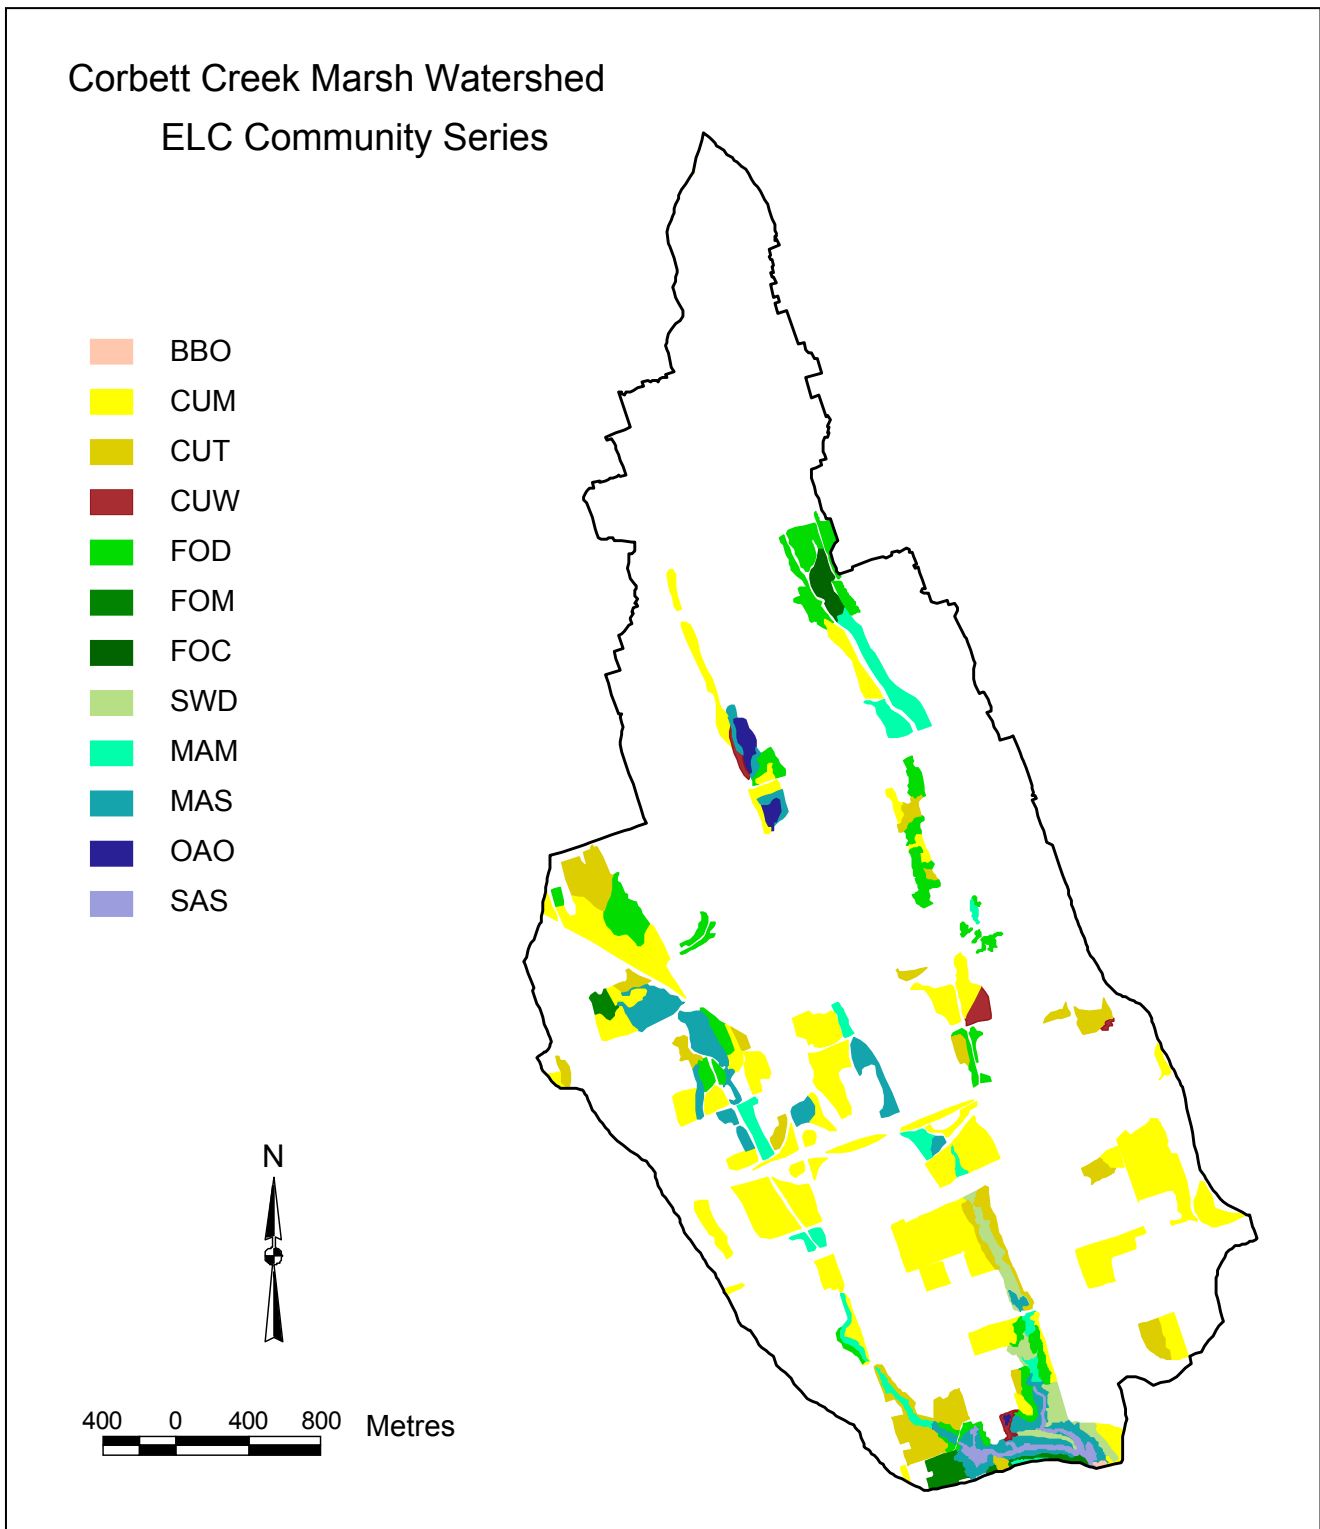 Corbett Creek Marsh Watershed
ELC Community Series
BBO
CUM
CUT
CUW
FOD
FOM
FOC
SWD
MAM
MAS
OAO
SAS
N
400 0 400 800 Metres